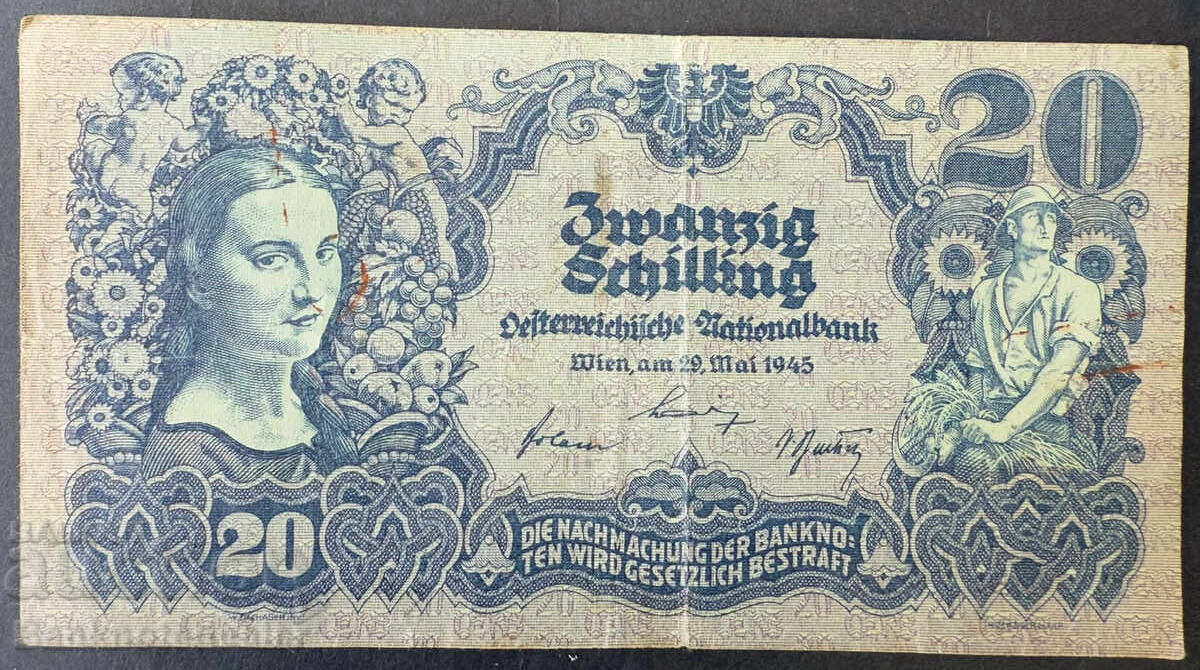 20
Zwanzig
Schilling
Oesterreichische Nationalbank
Wien, am 29. Mai 1945
20
DIE NACHMACHUNG DER BANKNO-
TEN WIRD GESETZLICH BESTRAFT